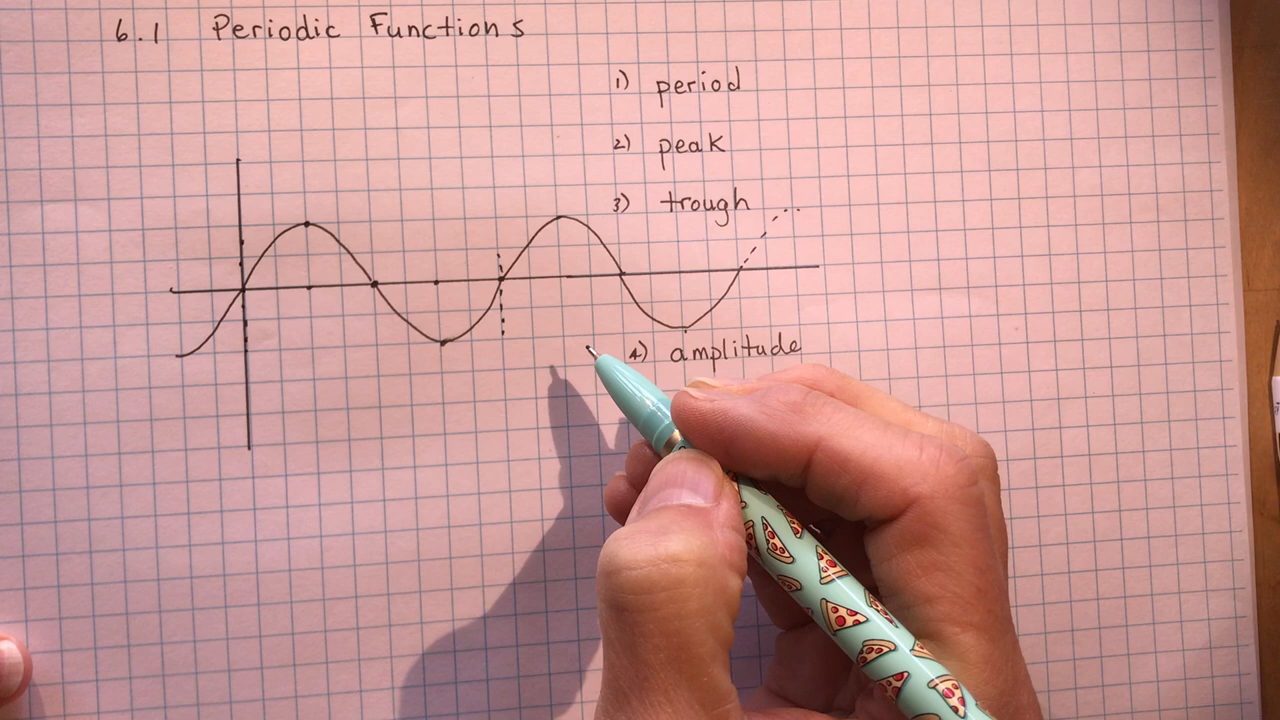 6.1 Periodic Functions
1) period
2) peak
3) trough
4) amplitude